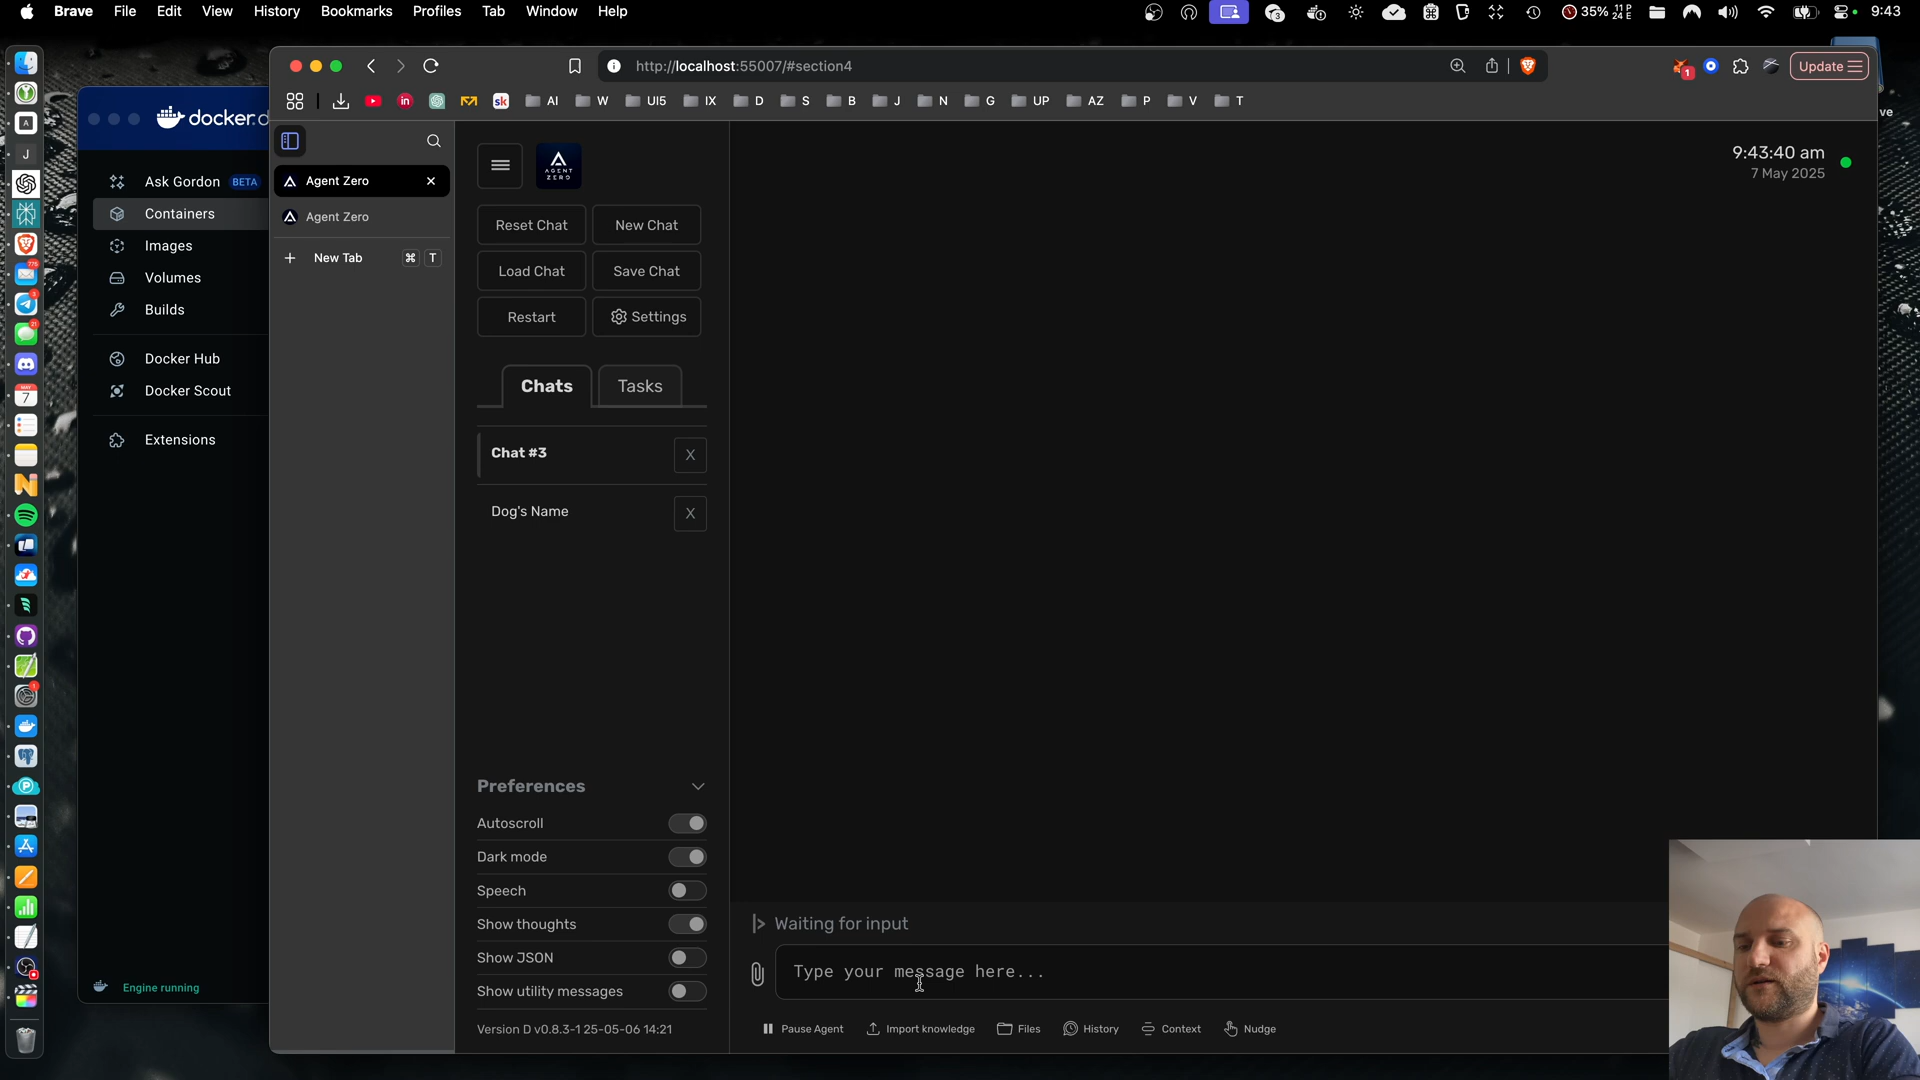 Brave File Edit View History Bookmarks Profiles Tab Window Help
35% 11 P 24 E 9:43
http://localhost:55007/#section4
Update
AI W UI5 IX D S B J N G UP AZ P V T
docker.d
Ask Gordon BETA
Containers
Images
Volumes
Builds
Docker Hub
Docker Scout
Extensions
Engine running
Agent Zero
Agent Zero
New Tab ⌘ T
AGENT ZERO
9:43:40 am
7 May 2025
Reset Chat New Chat
Load Chat Save Chat
Restart Settings
Chats Tasks
Chat #3 X
Dog's Name X
Preferences
Autoscroll
Dark mode
Speech
Show thoughts
Show JSON
Show utility messages
Version D v0.8.3-1 25-05-06 14:21
Waiting for input
Type your message here...
Pause Agent Import knowledge Files History Context Nudge
ve